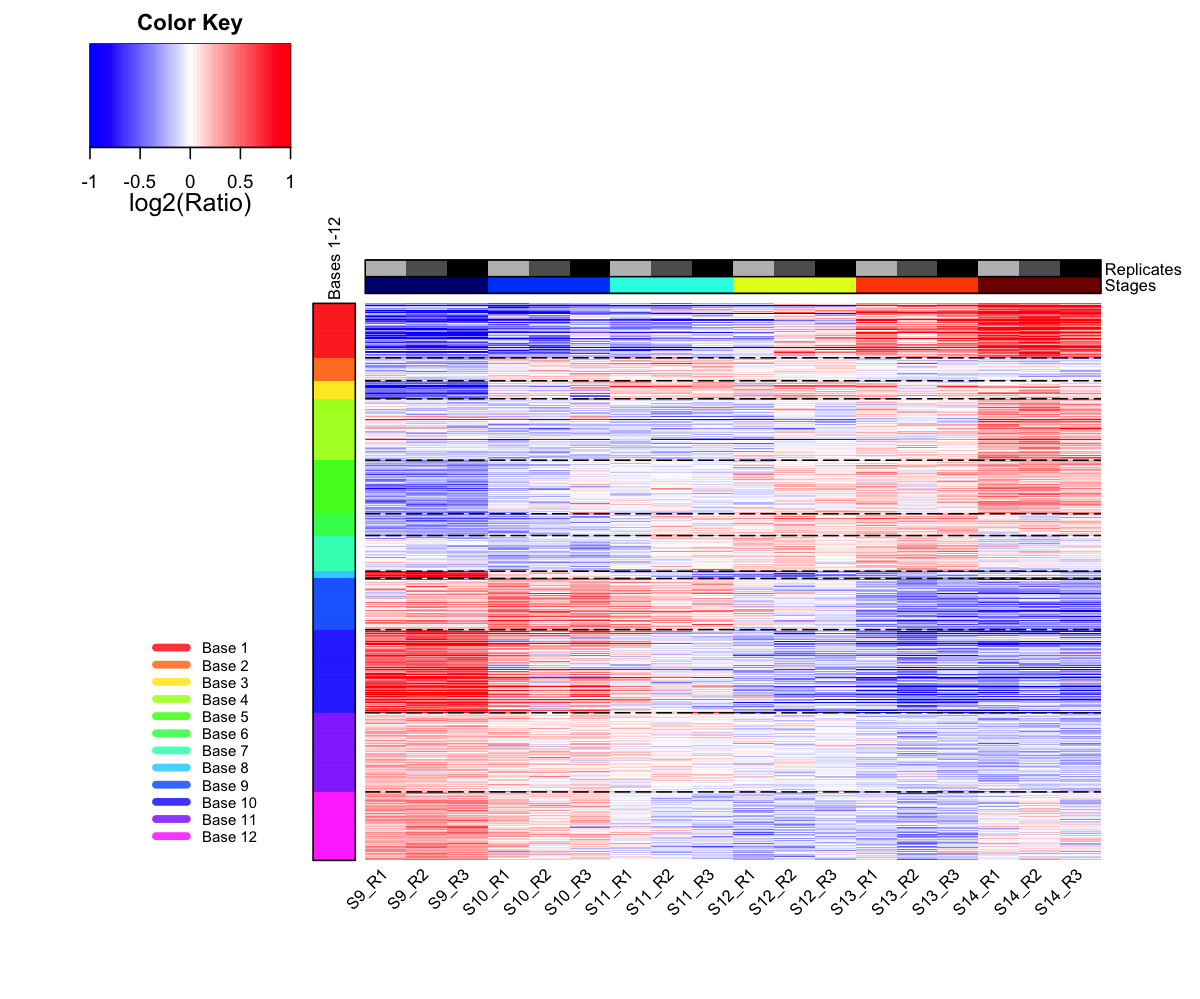 Color Key
-1 -0.5 0 0.5 1
log2(Ratio)
Bases 1-12
Replicates
Stages
Base 1
Base 2
Base 3
Base 4
Base 5
Base 6
Base 7
Base 8
Base 9
Base 10
Base 11
Base 12
S9_R1 S9_R2 S9_R3 S10_R1 S10_R2 S10_R3 S11_R1 S11_R2 S11_R3 S12_R1 S12_R2 S12_R3 S13_R1 S13_R2 S13_R3 S14_R1 S14_R2 S14_R3